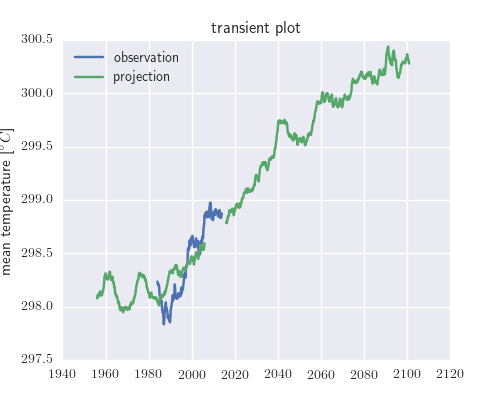 transient plot
observation
projection
mean temperature [°C]
300.5
300.0
299.5
299.0
298.5
298.0
297.5
1940 1960 1980 2000 2020 2040 2060 2080 2100 2120